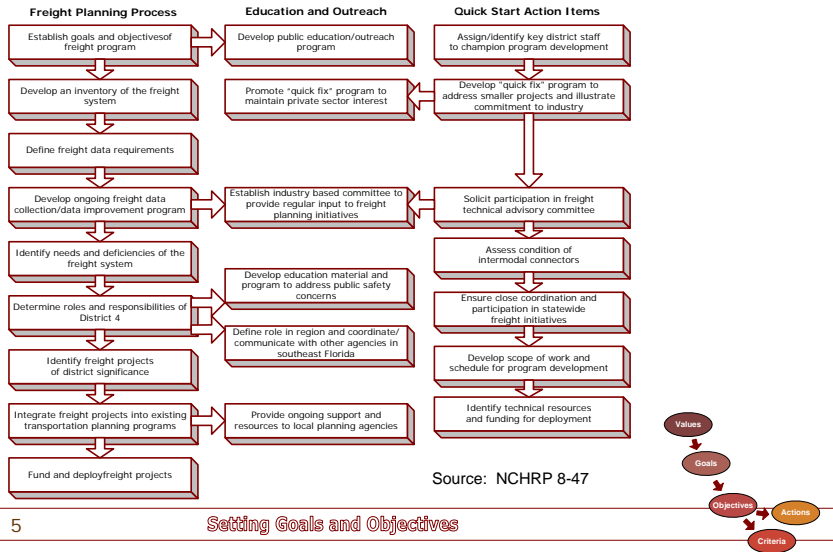 Freight Planning Process
Establish goals and objectivesof
freight program
Develop an inventory of the freight
system
Define freight data requirements
Develop ongoing freight data
collection/data improvement program
Identify needs and deficiencies of the
freight system
Determine roles and responsibilities of
District 4
Identify freight projects
of district significance
Integrate freight projects into existing
transportation planning programs
Fund and deployfreight projects
Education and Outreach
Develop public education/outreach
program
Promote “quick fix” program to
maintain private sector interest
Establish industry based committee to
provide regular input to freight
planning initiatives
Develop education material and
program to address public safety
concerns
Define role in region and coordinate/
communicate with other agencies in
southeast Florida
Provide ongoing support and
resources to local planning agencies
Quick Start Action Items
Assign/identify key district staff
to champion program development
Develop "quick fix" program to
address smaller projects and illustrate
commitment to industry
Solicit participation in freight
technical advisory committee
Assess condition of
intermodal connectors
Ensure close coordination and
participation in statewide
freight initiatives
Develop scope of work and
schedule for program development
Identify technical resources
and funding for deployment
Source: NCHRP 8-47
Values
Goals
Objectives
Actions
Criteria
5
Setting Goals and Objectives